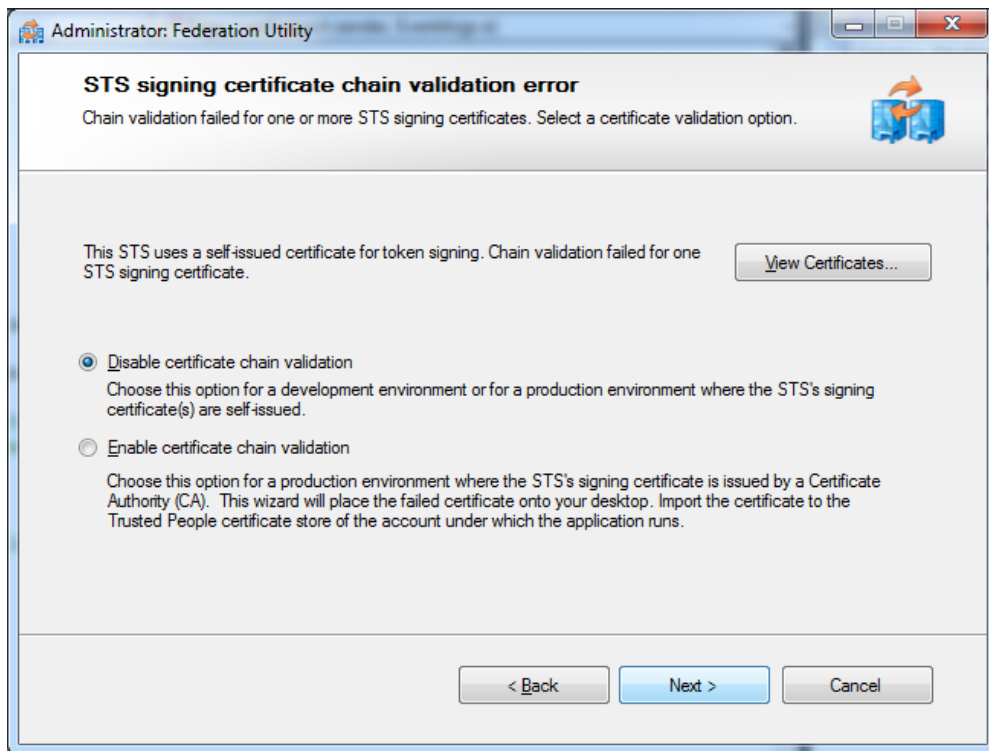 Administrator: Federation Utility
STS signing certificate chain validation error
Chain validation failed for one or more STS signing certificates. Select a certificate validation option.
This STS uses a self-issued certificate for token signing. Chain validation failed for one
STS signing certificate.
View Certificates...
Disable certificate chain validation
Choose this option for a development environment or for a production environment where the STS's signing
certificate(s) are self-issued.
Enable certificate chain validation
Choose this option for a production environment where the STS's signing certificate is issued by a Certificate
Authority (CA). This wizard will place the failed certificate onto your desktop. Import the certificate to the
Trusted People certificate store of the account under which the application runs.
< Back
Next >
Cancel